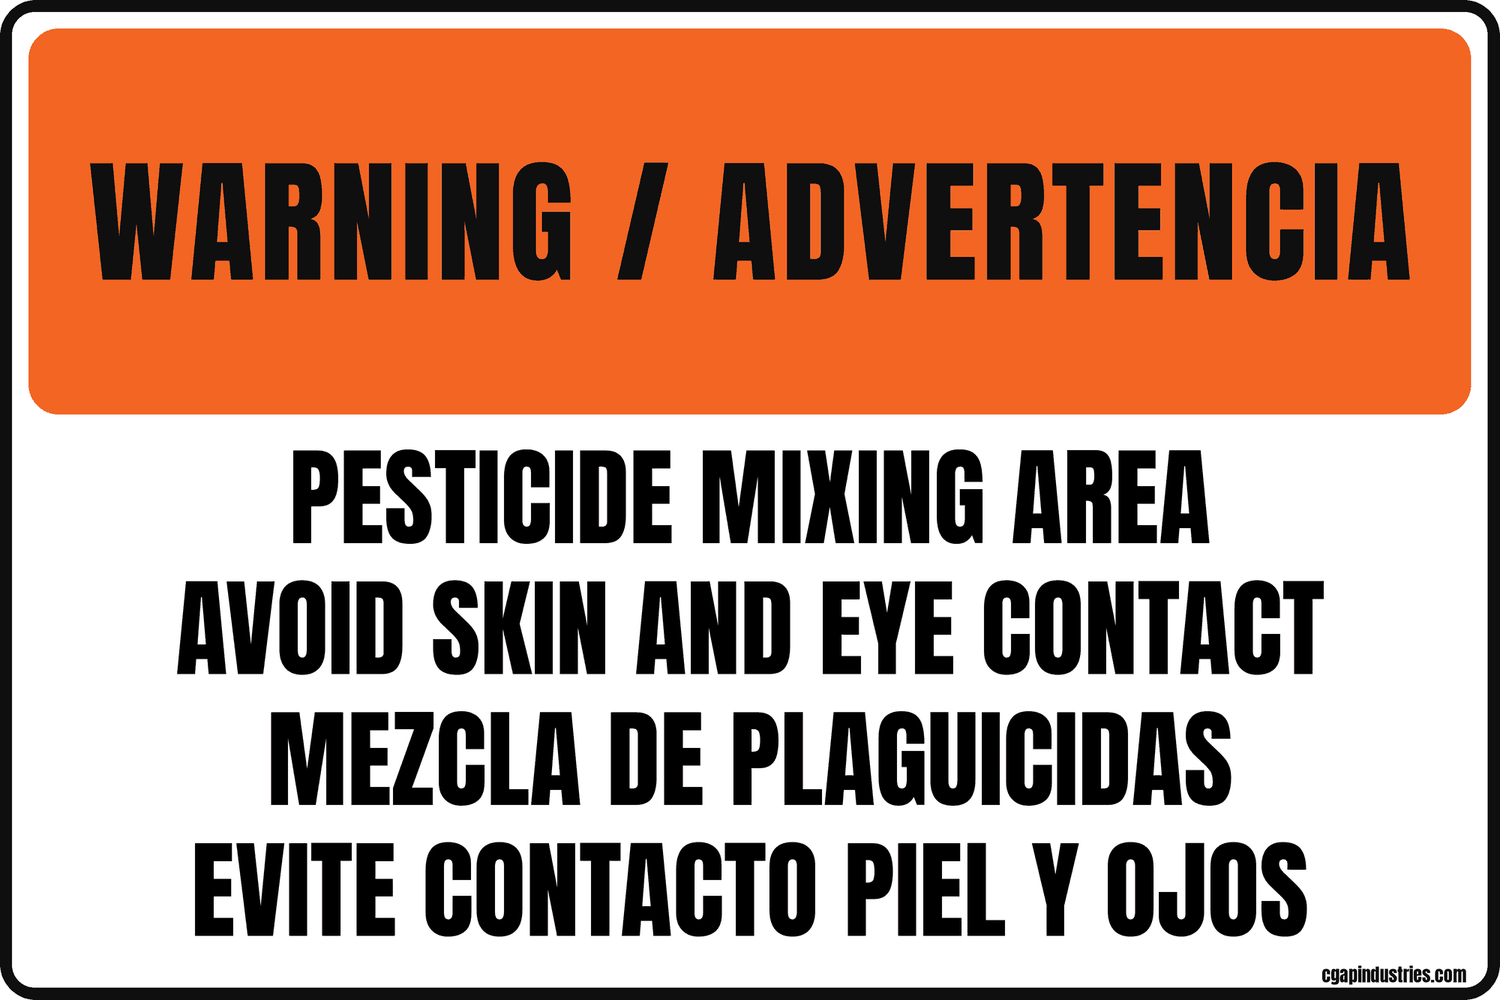 WARNING / ADVERTENCIA
PESTICIDE MIXING AREA
AVOID SKIN AND EYE CONTACT
MEZCLA DE PLAGUICIDAS
EVITE CONTACTO PIEL Y OJOS
cgapindustries.com